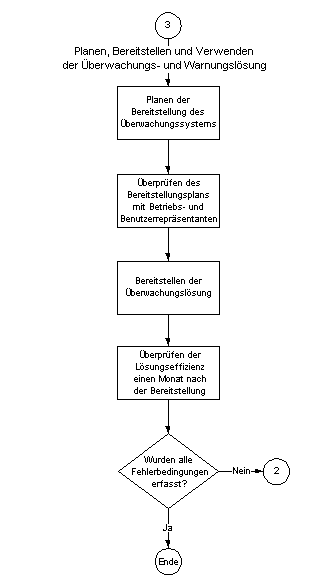 3
Planen, Bereitstellen und Verwenden
der Überwachungs- und Warnungslösung
Planen der
Bereitstellung des
Überwachungssystems
Überprüfen des
Bereitstellungsplans
mit Betriebs- und
Benutzerrepräsentanten
Bereitstellen der
Überwachungslösung
Überprüfen der
Lösungseffizienz
einen Monat nach
der Bereitstellung
Wurden alle
Fehlerbedingungen
erfasst?
Nein
2
Ja
Ende